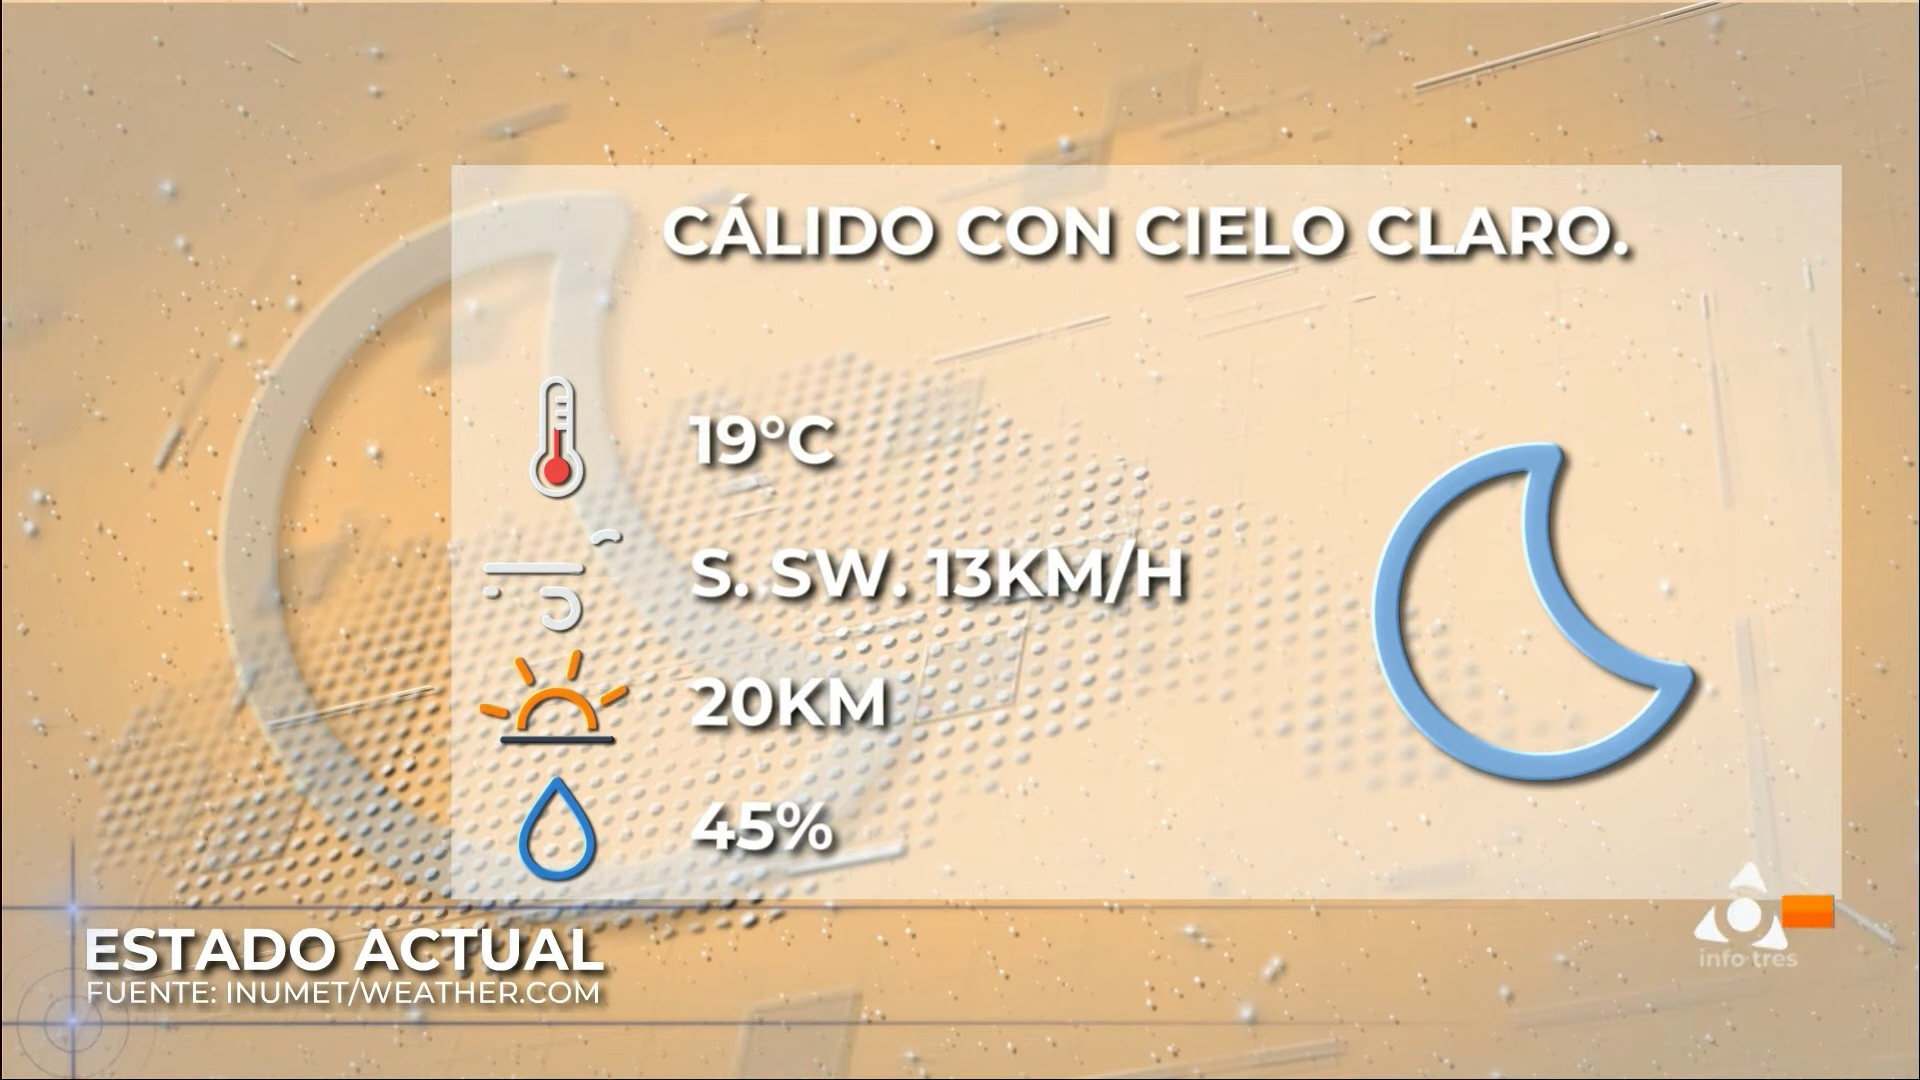 CÁLIDO CON CIELO CLARO.
19°C
S. SW. 13KM/H
20KM
45%
ESTADO ACTUAL
FUENTE: INUMET/WEATHER.COM
info tres